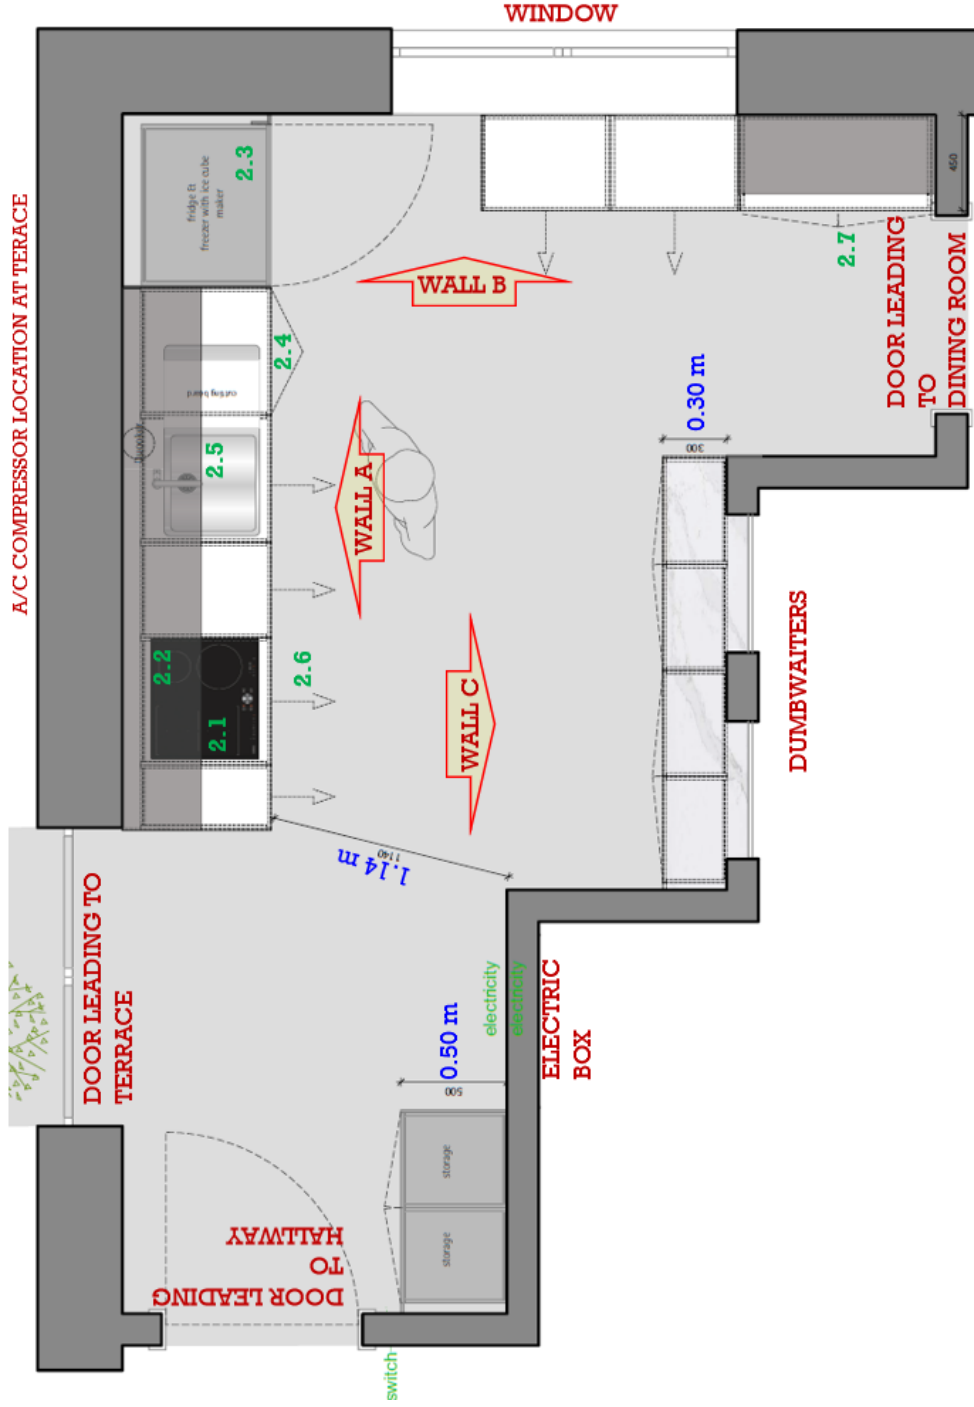 WINDOW
A/C COMPRESSOR LOCATION AT TERACE
fridge &
freezer with ice cube
maker
2.3
450
2.7
DOOR LEADING
TO
DINING ROOM
WALL B
2.4
cutting board
2.5
WALL A
0.30 m
300
2.2
2.1
2.6
WALL C
DUMBWAITERS
1140
1.14 m
DOOR LEADING TO
TERRACE
electricity
electricity
ELECTRIC
BOX
0.50 m
500
storage
storage
DOOR LEADING
TO
HALLWAY
switch